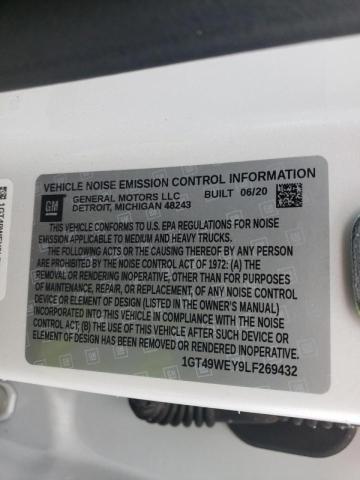 VEHICLE NOISE EMISSION CONTROL INFORMATION
GM
GENERAL MOTORS LLC BUILT 06/20
DETROIT, MICHIGAN 48243
THIS VEHICLE CONFORMS TO U.S. EPA REGULATIONS FOR NOISE
EMISSION APPLICABLE TO MEDIUM AND HEAVY TRUCKS.
THE FOLLOWING ACTS OR THE CAUSING THEREOF BY ANY PERSON
ARE PROHIBITED BY THE NOISE CONTROL ACT OF 1972: (A) THE
REMOVAL OR RENDERING INOPERATIVE, OTHER THAN FOR PURPOSES
OF MAINTENANCE, REPAIR, OR REPLACEMENT, OF ANY NOISE CONTROL
DEVICE OR ELEMENT OF DESIGN (LISTED IN THE OWNER'S MANUAL)
INCORPORATED INTO THIS VEHICLE IN COMPLIANCE WITH THE NOISE
CONTROL ACT, (B) THE USE OF THIS VEHICLE AFTER SUCH DEVICE OR
ELEMENT OF DESIGN HAS BEEN REMOVED OR RENDERED INOPERATIVE.
1GT49WEY9LF269432